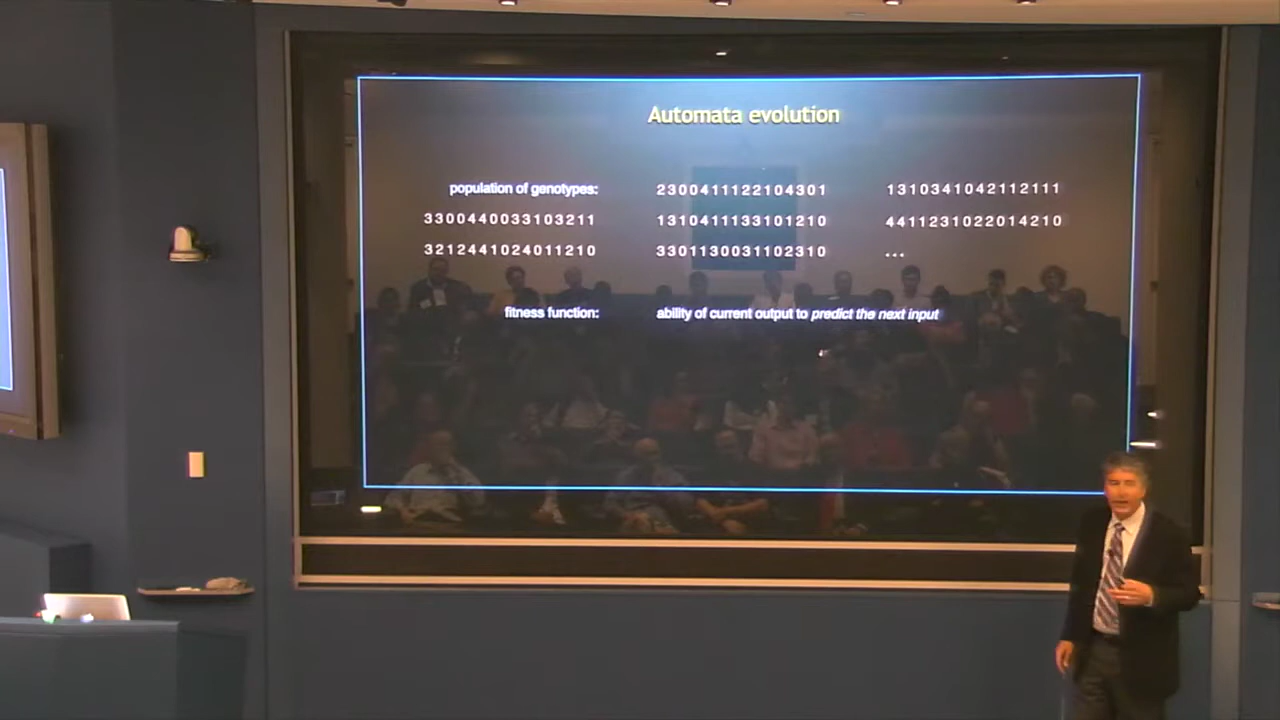 Automata evolution
population of genotypes: 2300411122104301 1310341042112111
3300440033103211 1310411133101210 4411231022014210
3212441024011210 3301130031102310 ...
fitness function: ability of current output to predict the next input